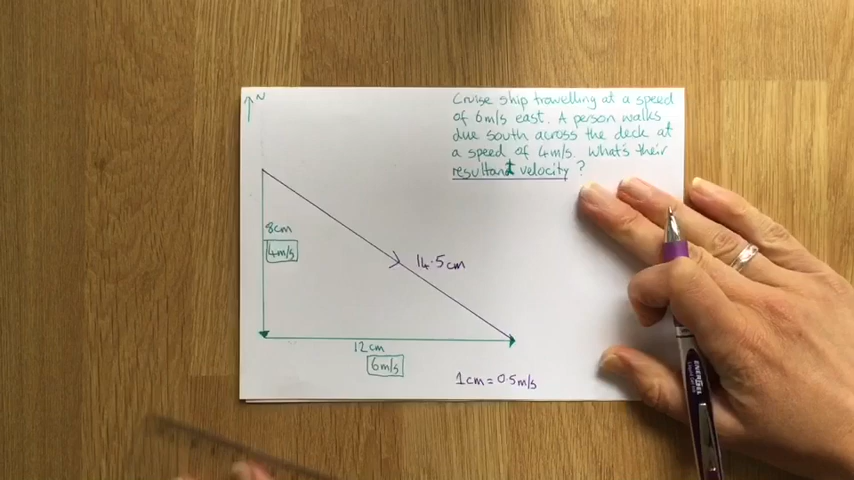 N
Cruise ship travelling at a speed
of 6m/s east. A person walks
due south across the deck at
a speed of 4m/s. What's their
resultant velocity?
8cm
4m/s
14.5cm
12cm
6m/s
1cm = 0.5m/s
ENERGEL